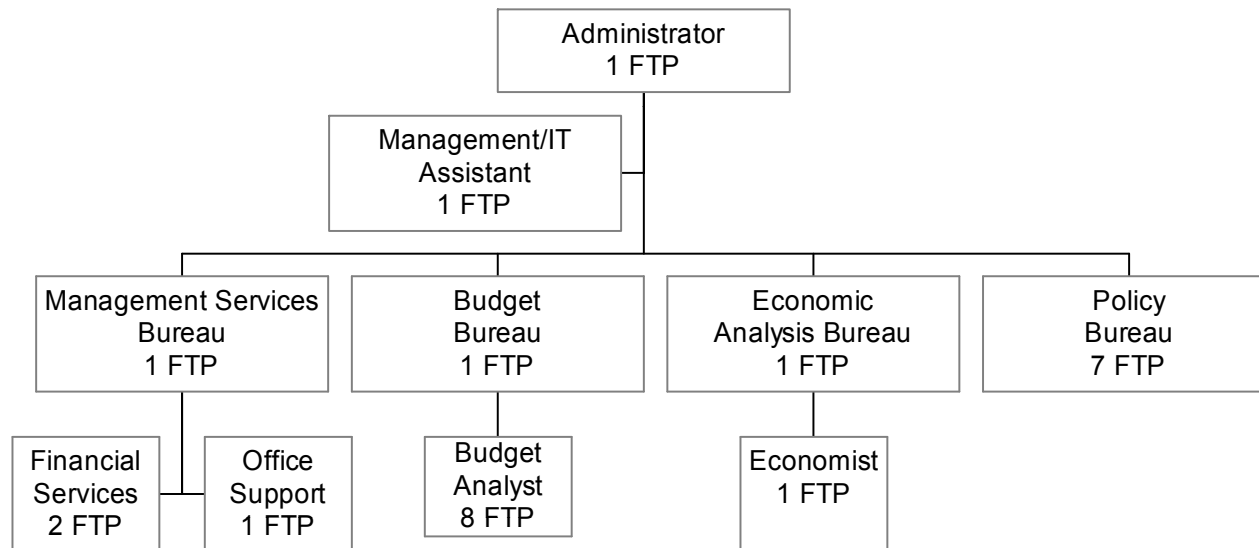 Administrator
1 FTP
Management/IT
Assistant
1 FTP
Management Services
Bureau
1 FTP
Budget
Bureau
1 FTP
Economic
Analysis Bureau
1 FTP
Policy
Bureau
7 FTP
Financial
Services
2 FTP
Office
Support
1 FTP
Budget
Analyst
8 FTP
Economist
1 FTP